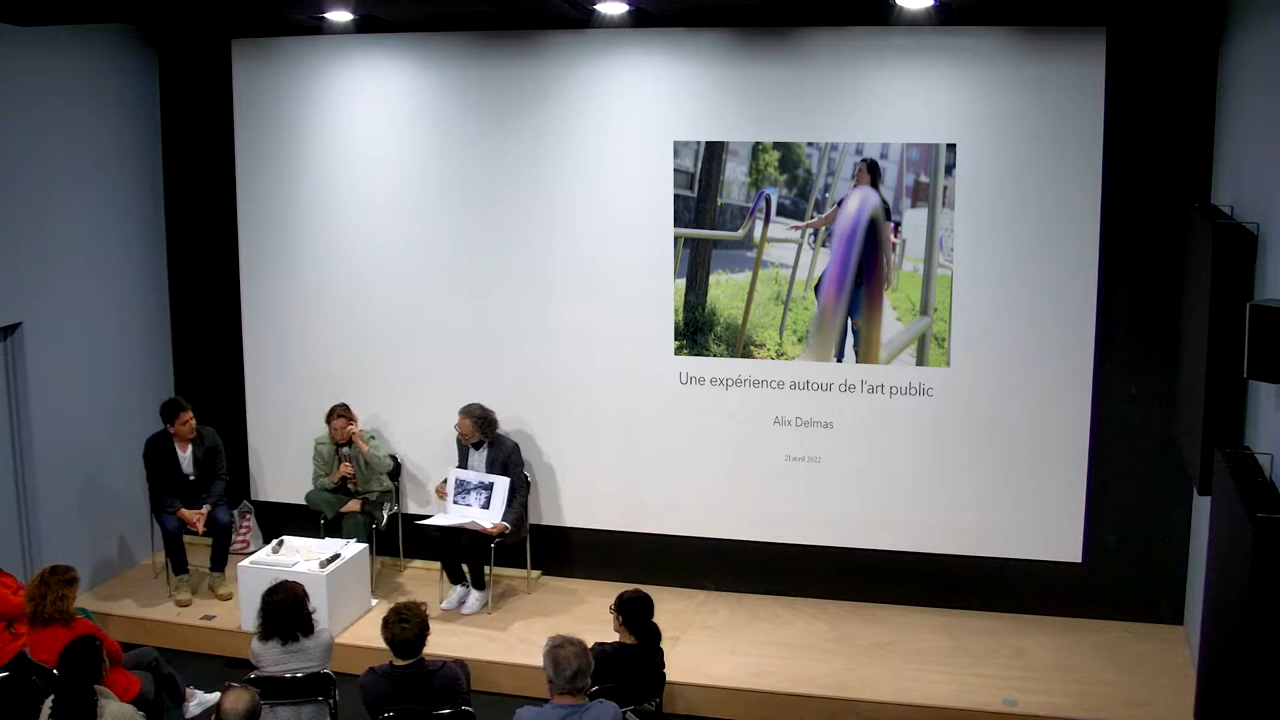 Une expérience autour de l'art public
Alix Delmas
21 avril 2022